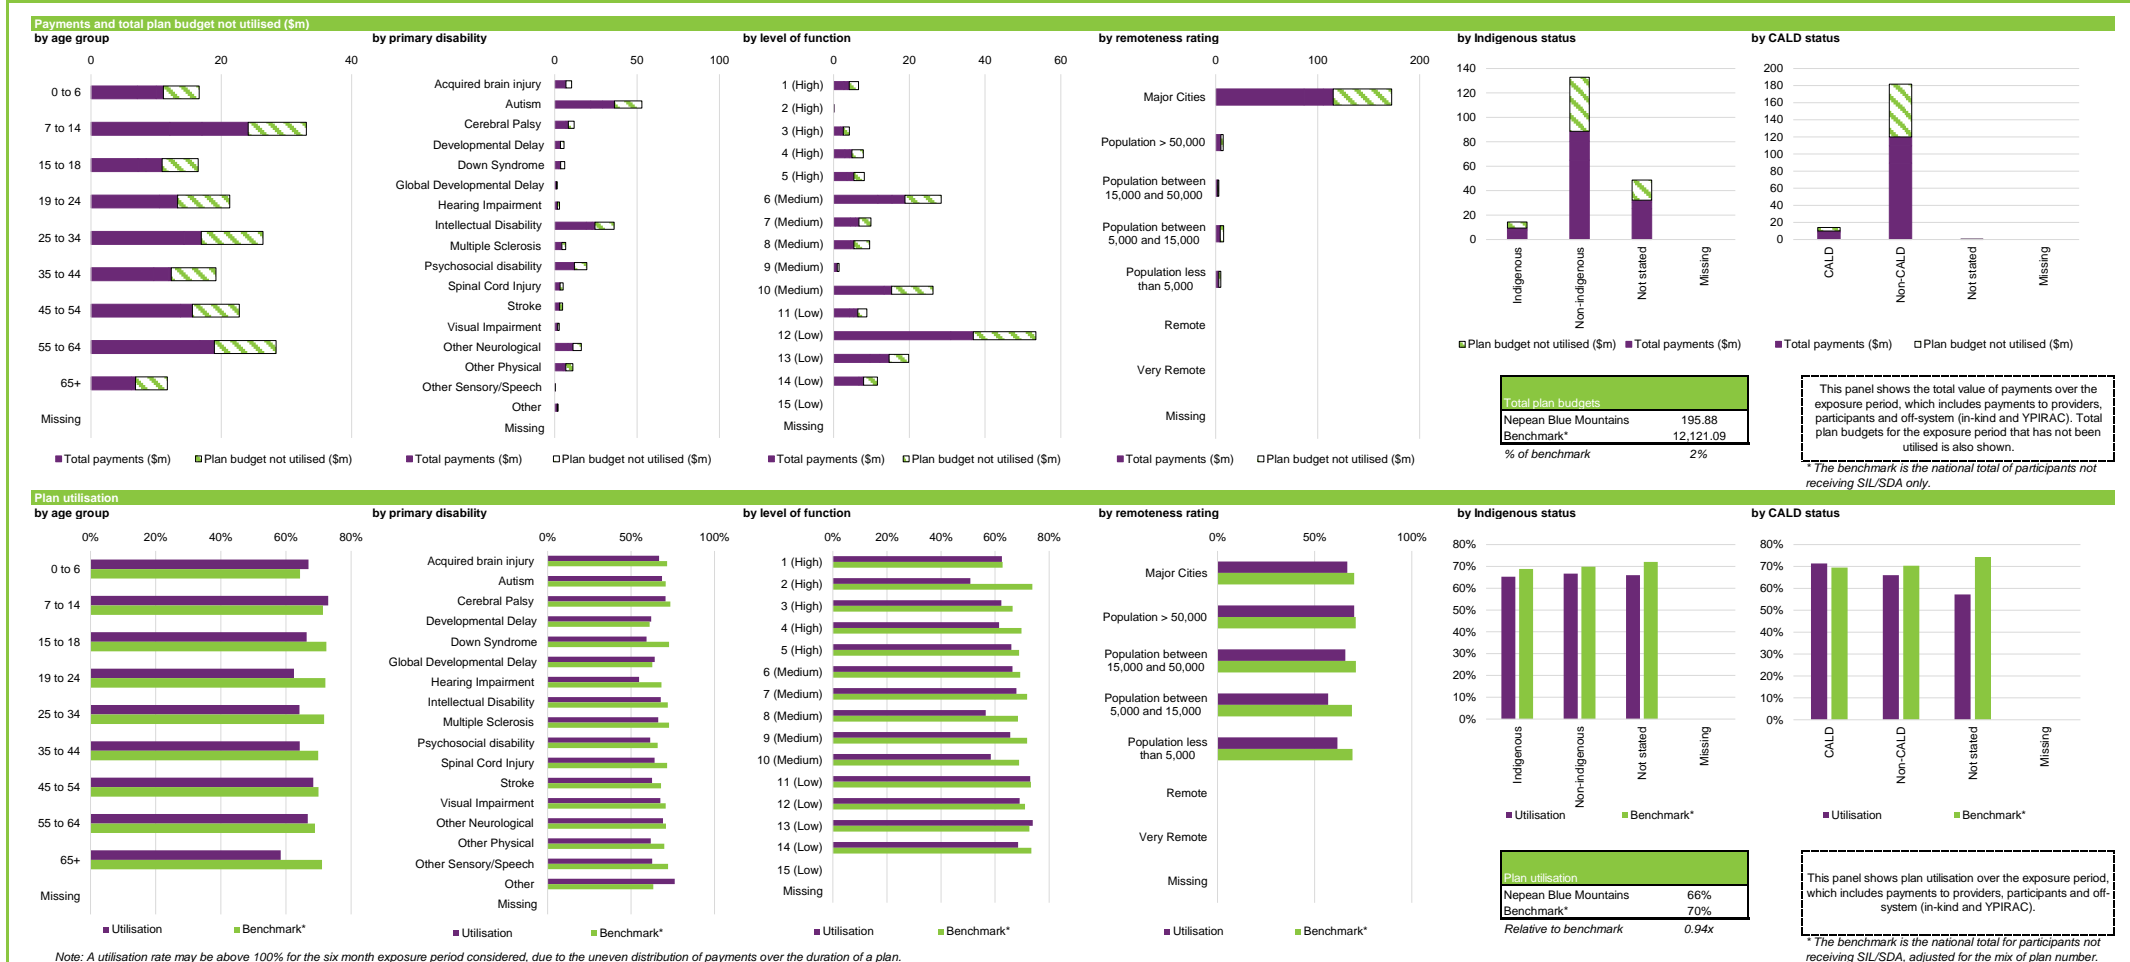 Payments and total plan budget not utilised ($m)
by age group
0 20 40
0 to 6
7 to 14
15 to 18
19 to 24
25 to 34
35 to 44
45 to 54
55 to 64
65+
Missing
Total payments ($m) Plan budget not utilised ($m)
by primary disability
0 50 100
Acquired brain injury
Autism
Cerebral Palsy
Developmental Delay
Down Syndrome
Global Developmental Delay
Hearing Impairment
Intellectual Disability
Multiple Sclerosis
Psychosocial disability
Spinal Cord Injury
Stroke
Visual Impairment
Other Neurological
Other Physical
Other Sensory/Speech
Other
Missing
Total payments ($m) Plan budget not utilised ($m)
by level of function
0 20 40 60
1 (High)
2 (High)
3 (High)
4 (High)
5 (High)
6 (Medium)
7 (Medium)
8 (Medium)
9 (Medium)
10 (Medium)
11 (Low)
12 (Low)
13 (Low)
14 (Low)
15 (Low)
Missing
Total payments ($m) Plan budget not utilised ($m)
by remoteness rating
0 100 200
Major Cities
Population > 50,000
Population between
15,000 and 50,000
Population between
5,000 and 15,000
Population less
than 5,000
Remote
Very Remote
Missing
Total payments ($m) Plan budget not utilised ($m)
by Indigenous status
140
120
100
80
60
40
20
0
Indigenous
Non-indigenous
Not stated
Missing
Plan budget not utilised ($m) Total payments ($m)
Total plan budgets
Nepean Blue Mountains 195.88
Benchmark* 12,121.09
% of benchmark 2%
by CALD status
200
180
160
140
120
100
80
60
40
20
0
CALD
Non-CALD
Not stated
Missing
Total payments ($m) Plan budget not utilised ($m)
This panel shows the total value of payments over the
exposure period, which includes payments to providers,
participants and off-system (in-kind and YPIRAC). Total
plan budgets for the exposure period that has not been
utilised is also shown.
* The benchmark is the national total of participants not
receiving SIL/SDA only.
Plan utilisation
by age group
0% 20% 40% 60% 80%
0 to 6
7 to 14
15 to 18
19 to 24
25 to 34
35 to 44
45 to 54
55 to 64
65+
Missing
Utilisation Benchmark*
by primary disability
0% 50% 100%
Acquired brain injury
Autism
Cerebral Palsy
Developmental Delay
Down Syndrome
Global Developmental Delay
Hearing Impairment
Intellectual Disability
Multiple Sclerosis
Psychosocial disability
Spinal Cord Injury
Stroke
Visual Impairment
Other Neurological
Other Physical
Other Sensory/Speech
Other
Missing
Utilisation Benchmark*
by level of function
0% 20% 40% 60% 80%
1 (High)
2 (High)
3 (High)
4 (High)
5 (High)
6 (Medium)
7 (Medium)
8 (Medium)
9 (Medium)
10 (Medium)
11 (Low)
12 (Low)
13 (Low)
14 (Low)
15 (Low)
Missing
Utilisation Benchmark*
by remoteness rating
0% 50% 100%
Major Cities
Population > 50,000
Population between
15,000 and 50,000
Population between
5,000 and 15,000
Population less
than 5,000
Remote
Very Remote
Missing
Utilisation Benchmark*
by Indigenous status
80%
70%
60%
50%
40%
30%
20%
10%
0%
Indigenous
Non-indigenous
Not stated
Missing
Utilisation Benchmark*
Plan utilisation
Nepean Blue Mountains 66%
Benchmark* 70%
Relative to benchmark 0.94x
by CALD status
80%
70%
60%
50%
40%
30%
20%
10%
0%
CALD
Non-CALD
Not stated
Missing
Utilisation Benchmark*
This panel shows plan utilisation over the exposure period,
which includes payments to providers, participants and off-
system (in-kind and YPIRAC).
* The benchmark is the national total for participants not
receiving SIL/SDA, adjusted for the mix of plan number.
Note: A utilisation rate may be above 100% for the six month exposure period considered, due to the uneven distribution of payments over the duration of a plan.